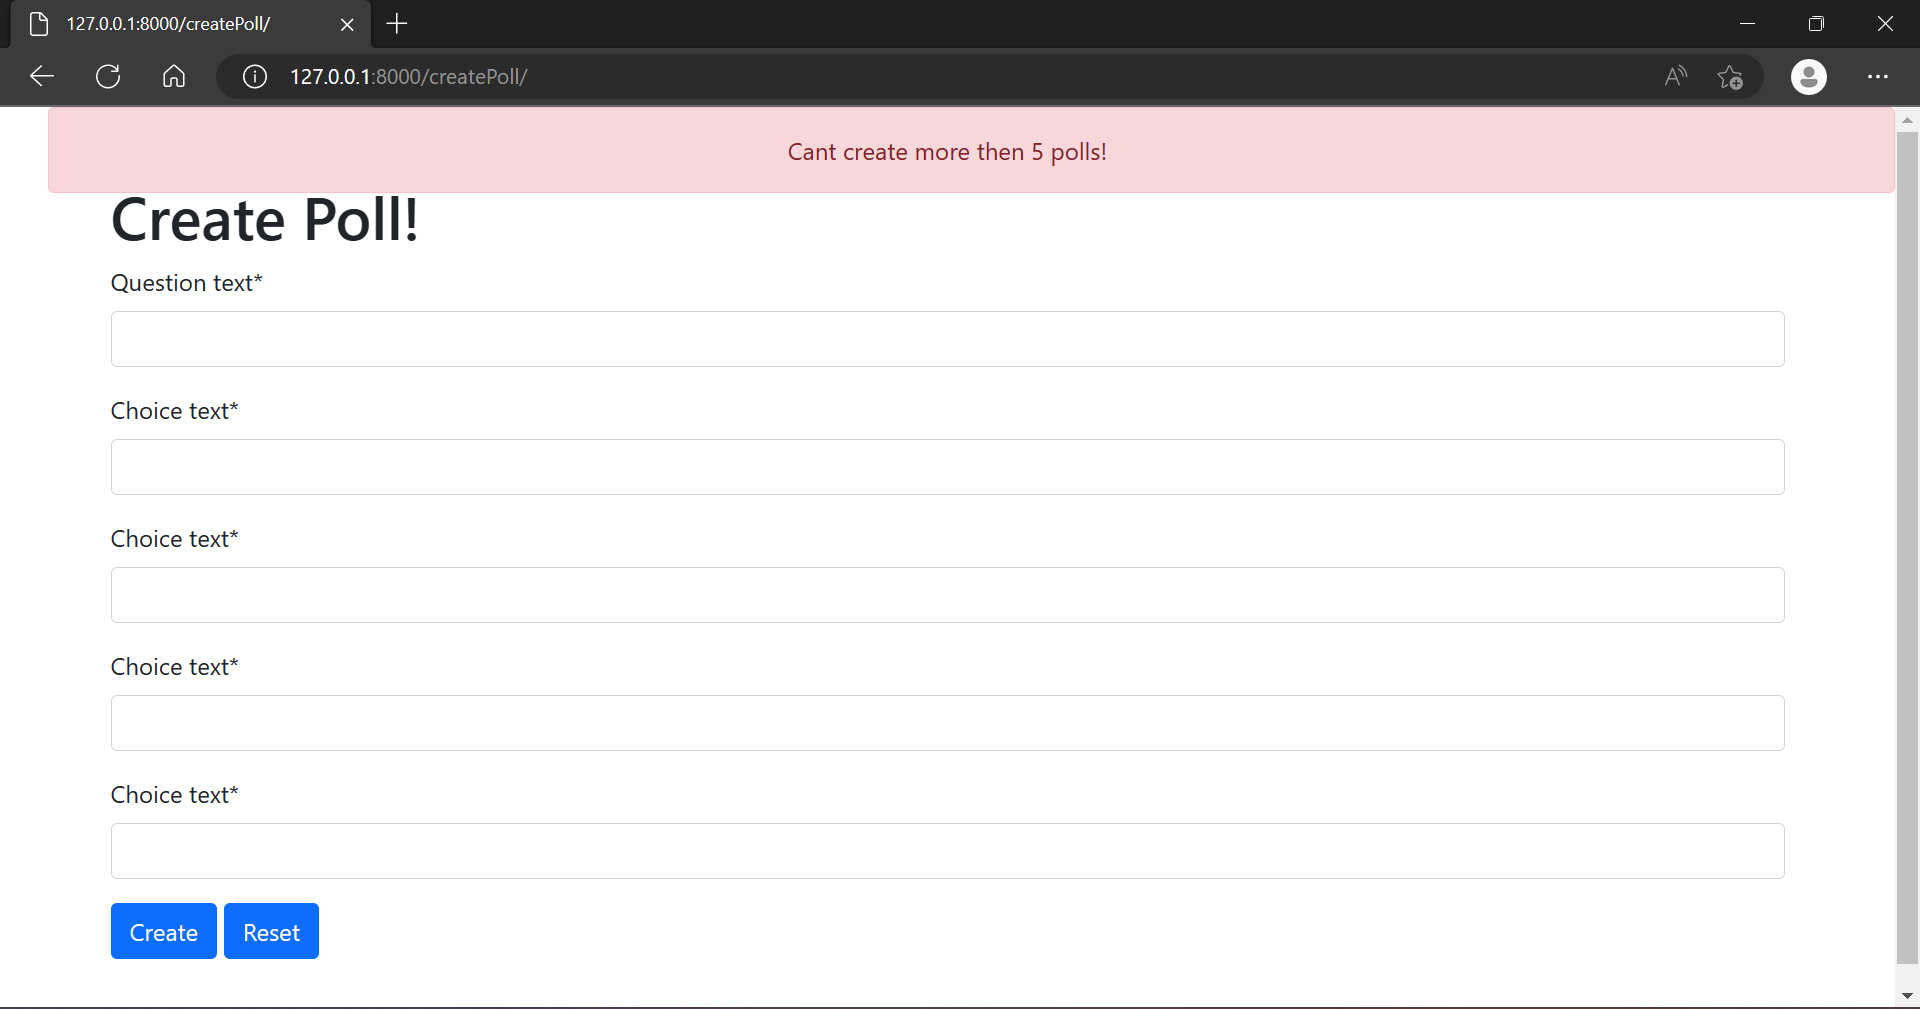 127.0.0.1:8000/createPoll/
127.0.0.1:8000/createPoll/
Cant create more then 5 polls!
Create Poll!
Question text*
Choice text*
Choice text*
Choice text*
Choice text*
Create Reset